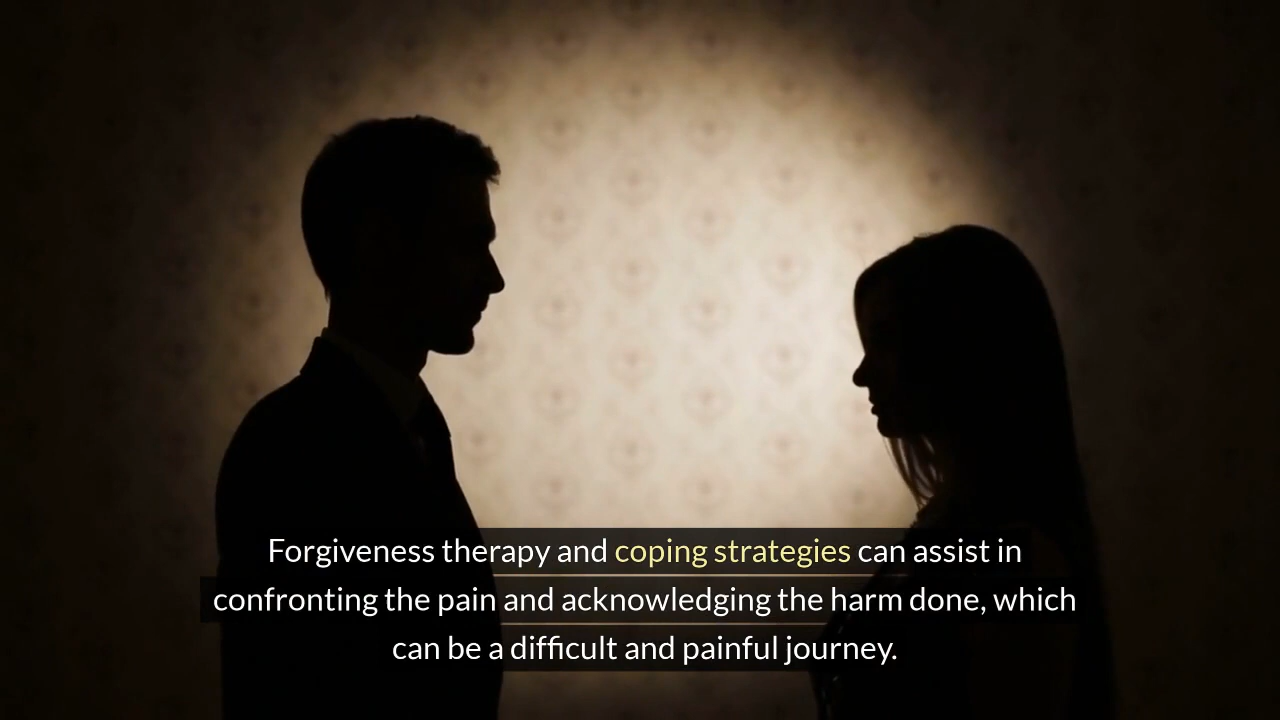 Forgiveness therapy and coping strategies can assist in
confronting the pain and acknowledging the harm done, which
can be a difficult and painful journey.